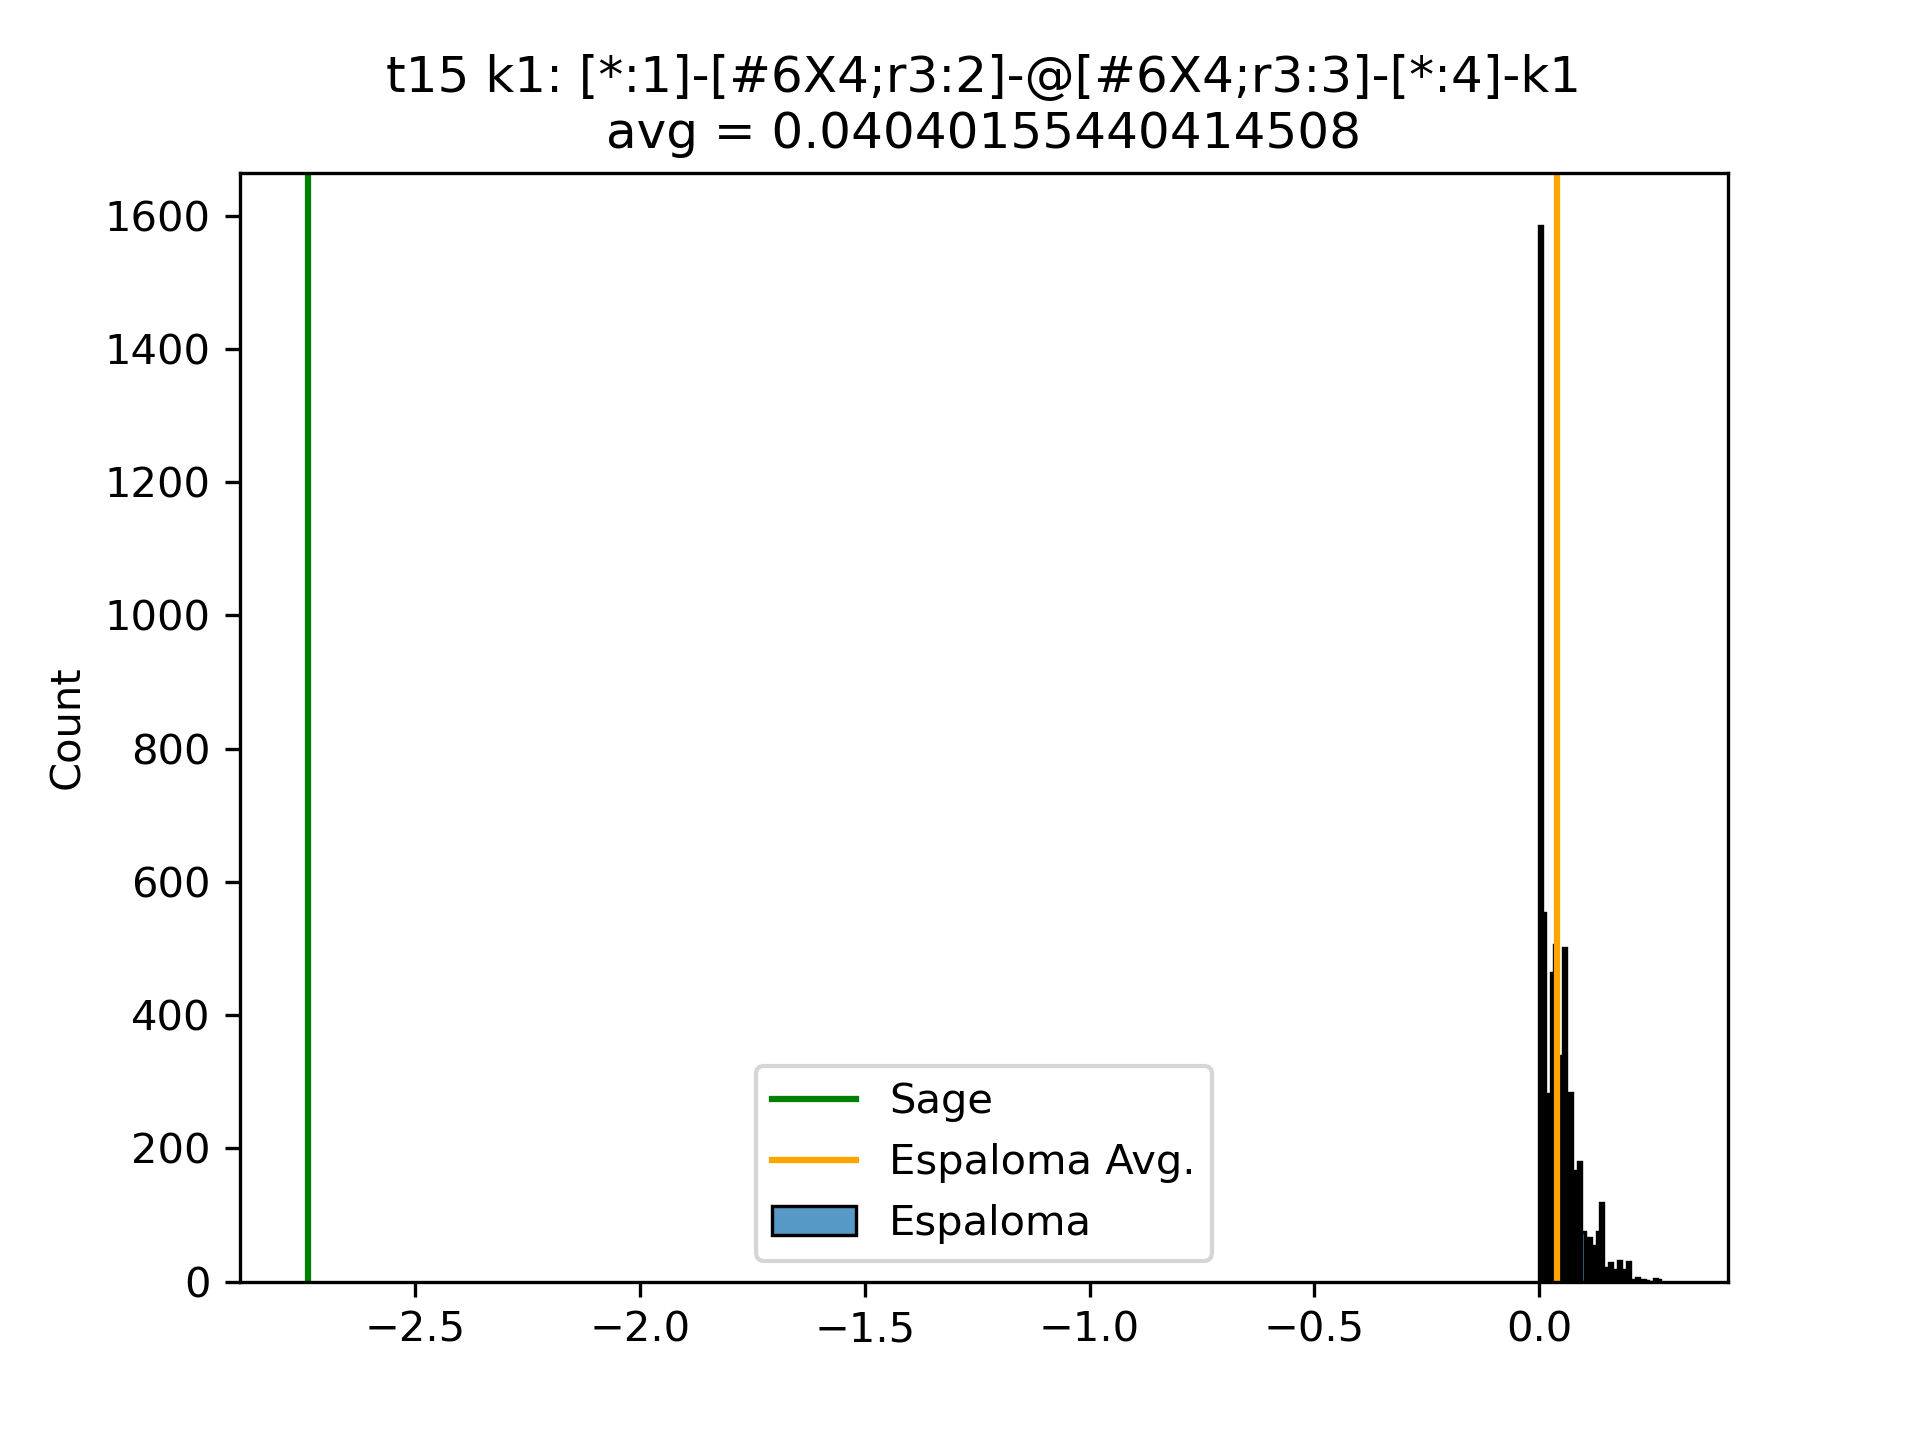 t15 k1: [*:1]-[#6X4;r3:2]-@[#6X4;r3:3]-[*:4]-k1
avg = 0.040401555440414508
1600
1400
1200
1000
800
600
400
200
0
Count
Sage
Espaloma Avg.
Espaloma
−2.5 −2.0 −1.5 −1.0 −0.5 0.0